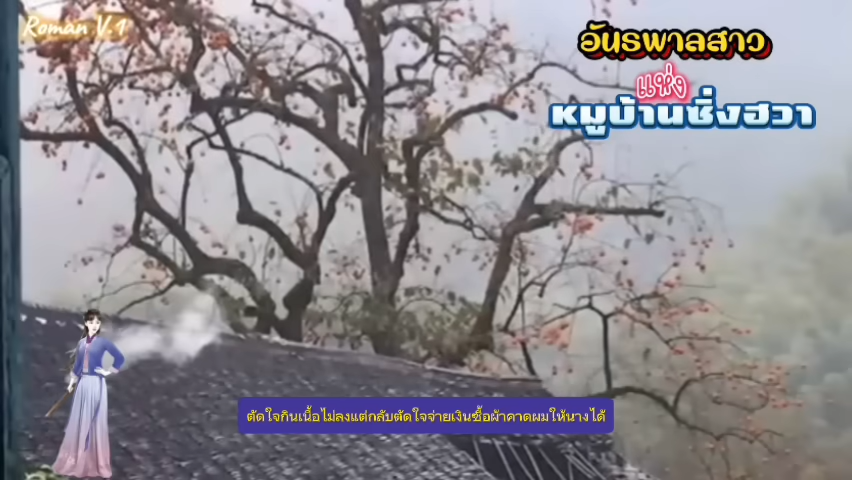 Roman V.1
อันธพาลสาว
แห่ง
หมูบ้านซิ่งฮวา
ตัดใจกินเนื้อไม่ลงแต่กลับตัดใจจ่ายเงินซื้อผ้าคาดผมให้นางได้